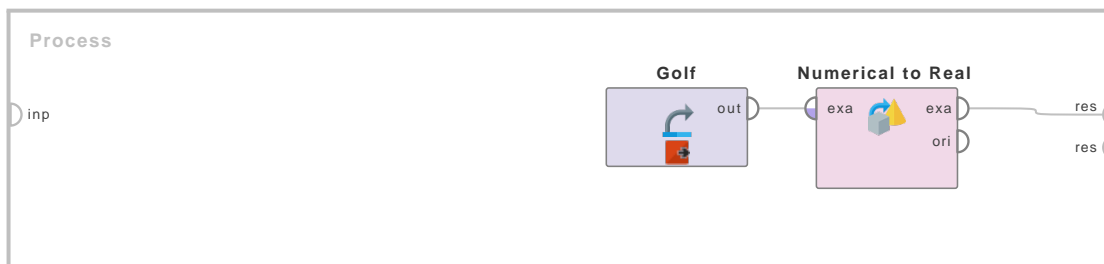 Process
inp
Golf
out
Numerical to Real
exa
exa
ori
res
res